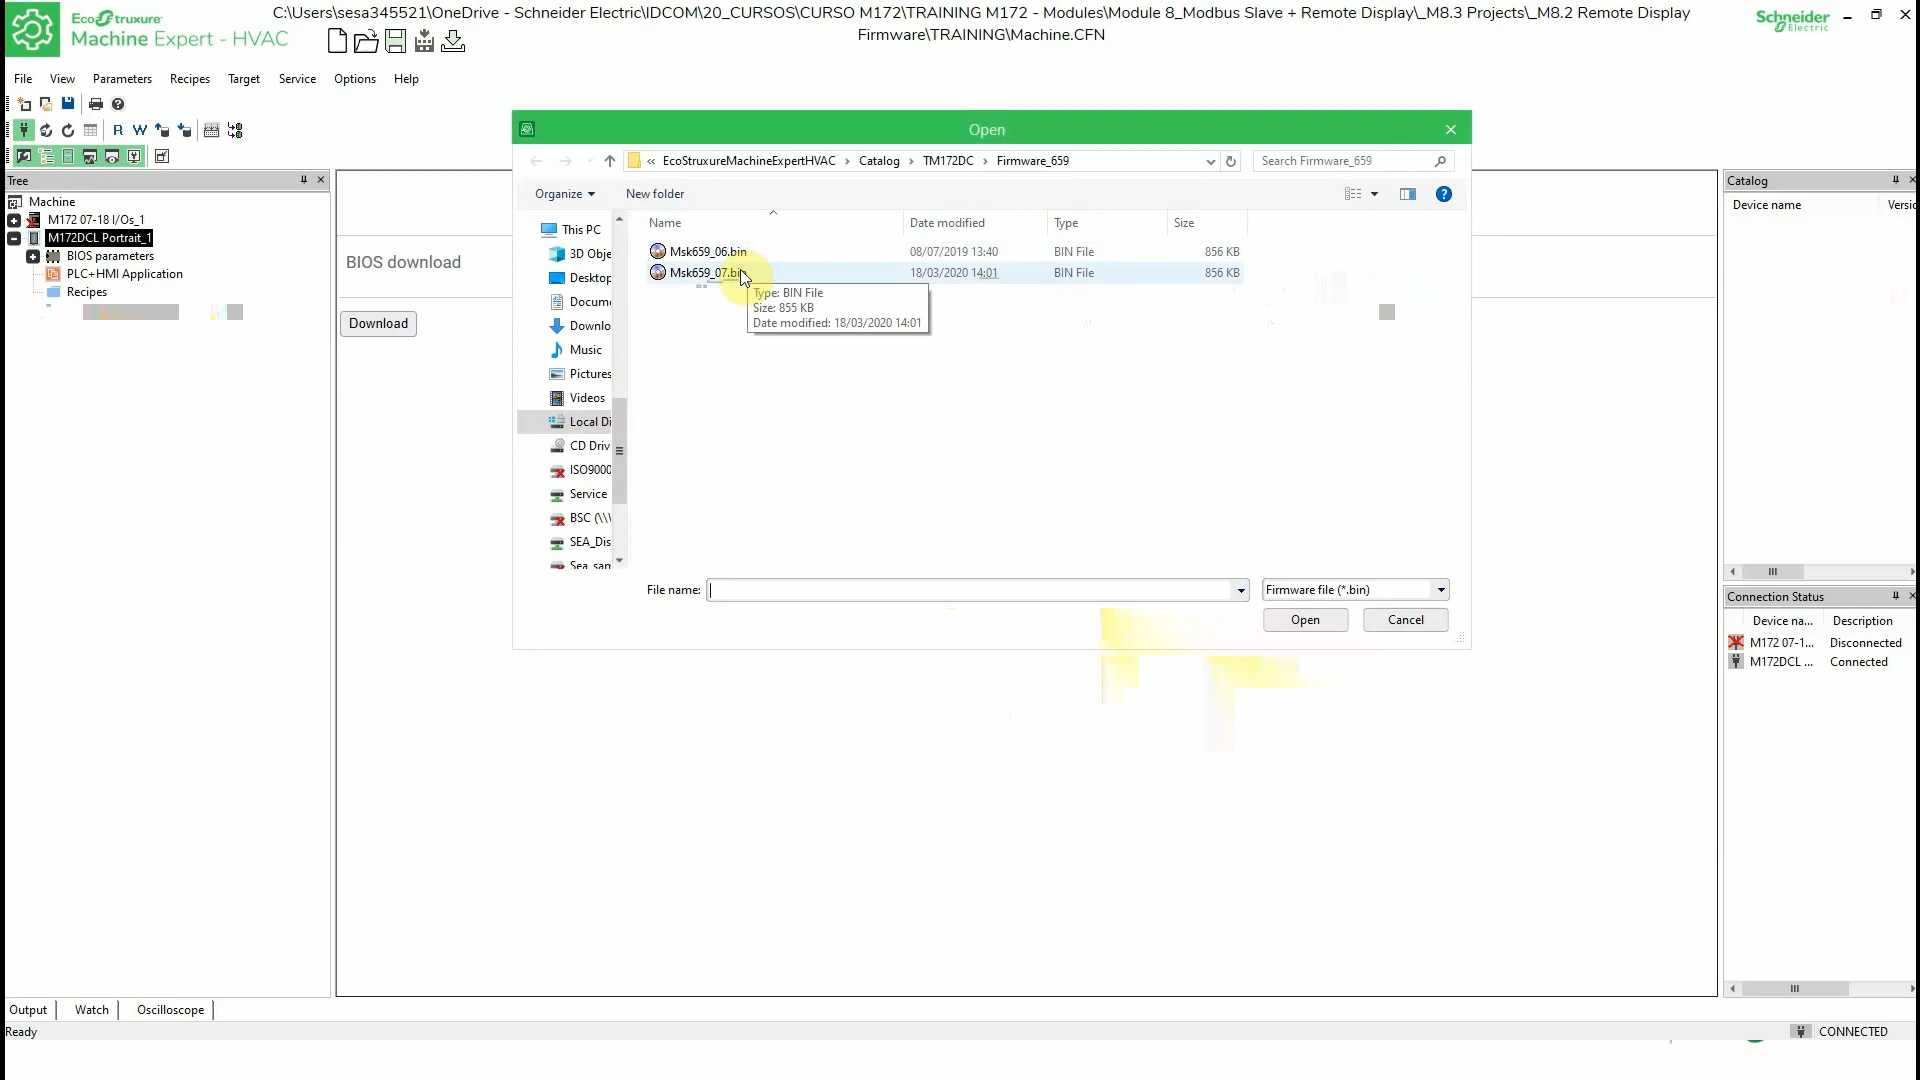 EcoStruxure
Machine Expert - HVAC
C:\Users\sesa345521\OneDrive - Schneider Electric\IDCOM\20_CURSOS\CURSO M172\TRAINING M172 - Modules\Module 8_Modbus Slave + Remote Display\_M8.3 Projects\_M8.2 Remote Display
Firmware\TRAINING\Machine.CFN
Schneider
Electric
File View Parameters Recipes Target Service Options Help
R W
Tree
Machine
M172 07-18 I/Os_1
M172DCL Portrait_1
BIOS parameters
PLC+HMI Application
Recipes
BIOS download
Download
Open
« EcoStruxureMachineExpertHVAC › Catalog › TM172DC › Firmware_659
Search Firmware_659
Organize New folder
This PC
3D Obje
Desktop
Docume
Downlo
Music
Pictures
Videos
Local Di
CD Driv
ISO9000
Service
BSC (\\\
SEA_Dis
Sea_sam
Name Date modified Type Size
Msk659_06.bin 08/07/2019 13:40 BIN File 856 KB
Msk659_07.bin 18/03/2020 14:01 BIN File 856 KB
Type: BIN File
Size: 855 KB
Date modified: 18/03/2020 14:01
File name: Firmware file (*.bin)
Open Cancel
Catalog
Device name Versic
Connection Status
Device na... Description
M172 07-1... Disconnected
M172DCL ... Connected
Output Watch Oscilloscope
Ready
CONNECTED